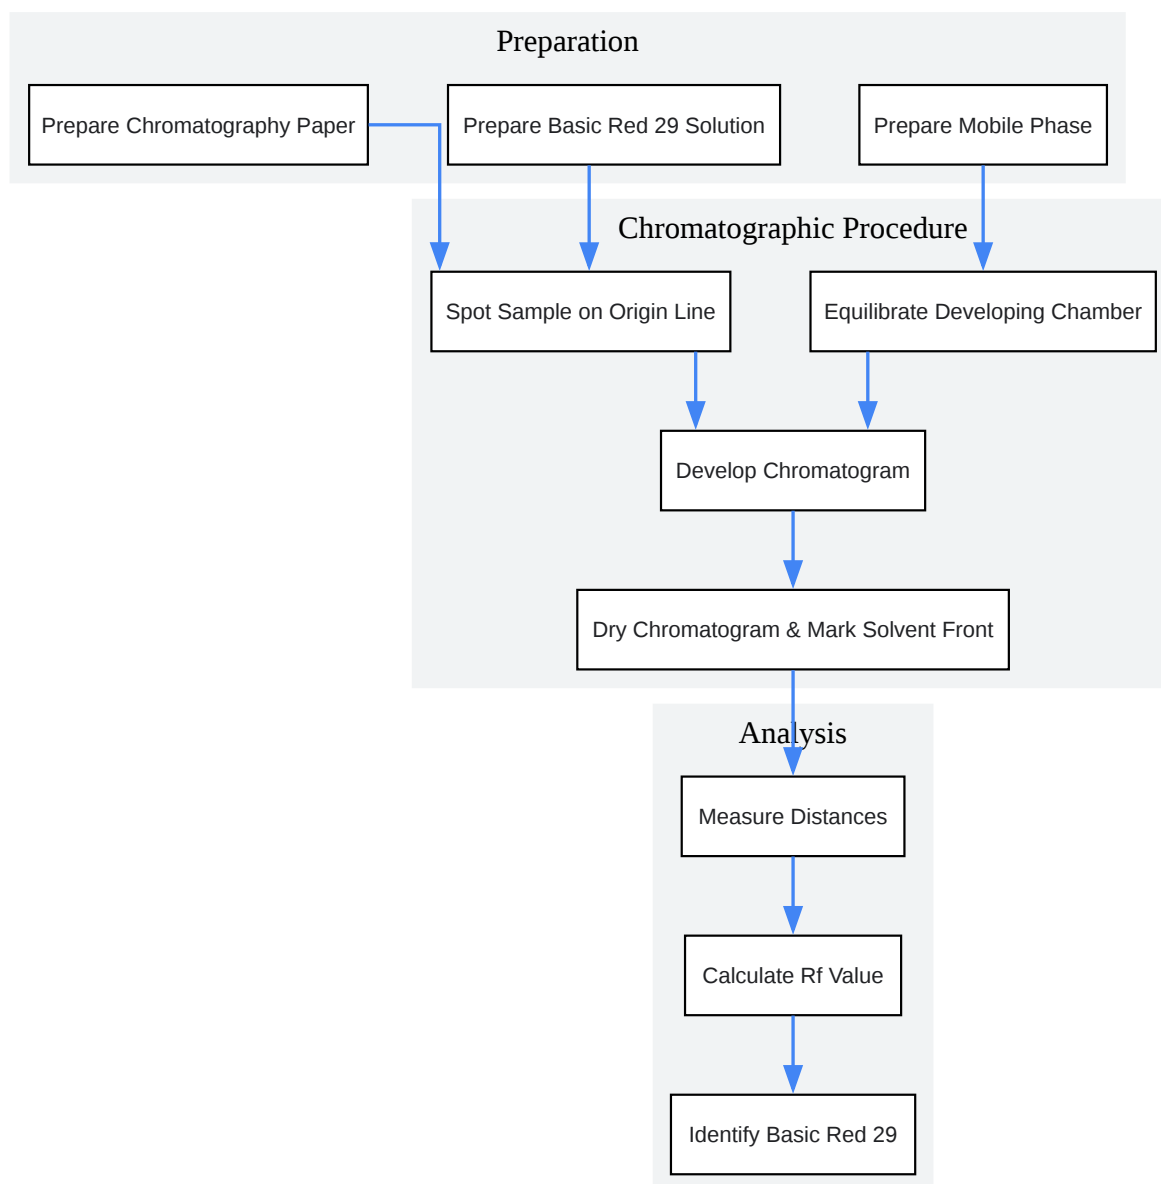 Preparation
Prepare Chromatography Paper
Prepare Basic Red 29 Solution
Prepare Mobile Phase
Chromatographic Procedure
Spot Sample on Origin Line
Equilibrate Developing Chamber
Develop Chromatogram
Dry Chromatogram & Mark Solvent Front
Analysis
Measure Distances
Calculate Rf Value
Identify Basic Red 29